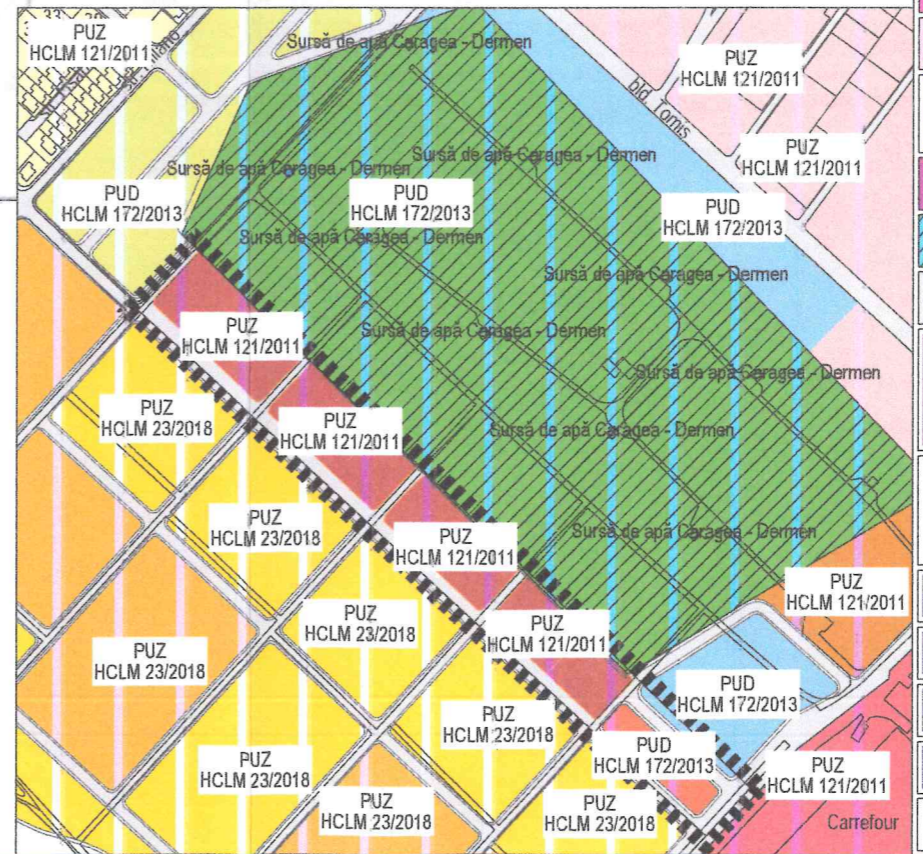 PUZ
HCLM 121/2011
Sursă de apă Caragea - Dermen
bld. Tomis
PUZ
HCLM 121/2011
PUZ
HCLM 121/2011
Sursă de apă Caragea - Dermen
Sursă de apă Caragea - Dermen
PUD
HCLM 172/2013
PUD
HCLM 172/2013
PUD
HCLM 172/2013
Sursă de apă Caragea - Dermen
Sursă de apă Caragea - Dermen
PUZ
HCLM 121/2011
Sursă de apă Caragea - Dermen
Sursă de apă Caragea - Dermen
PUZ
HCLM 23/2018
PUZ
HCLM 121/2011
Sursă de apă Caragea - Dermen
PUZ
HCLM 23/2018
PUZ
HCLM 121/2011
Sursă de apă Caragea - Dermen
PUZ
HCLM 121/2011
PUZ
HCLM 23/2018
PUZ
HCLM 23/2018
PUZ
HCLM 121/2011
PUD
HCLM 172/2013
PUZ
HCLM 23/2018
PUZ
HCLM 23/2018
PUD
HCLM 172/2013
PUZ
HCLM 121/2011
PUZ
HCLM 23/2018
PUZ
HCLM 23/2018
Carrefour